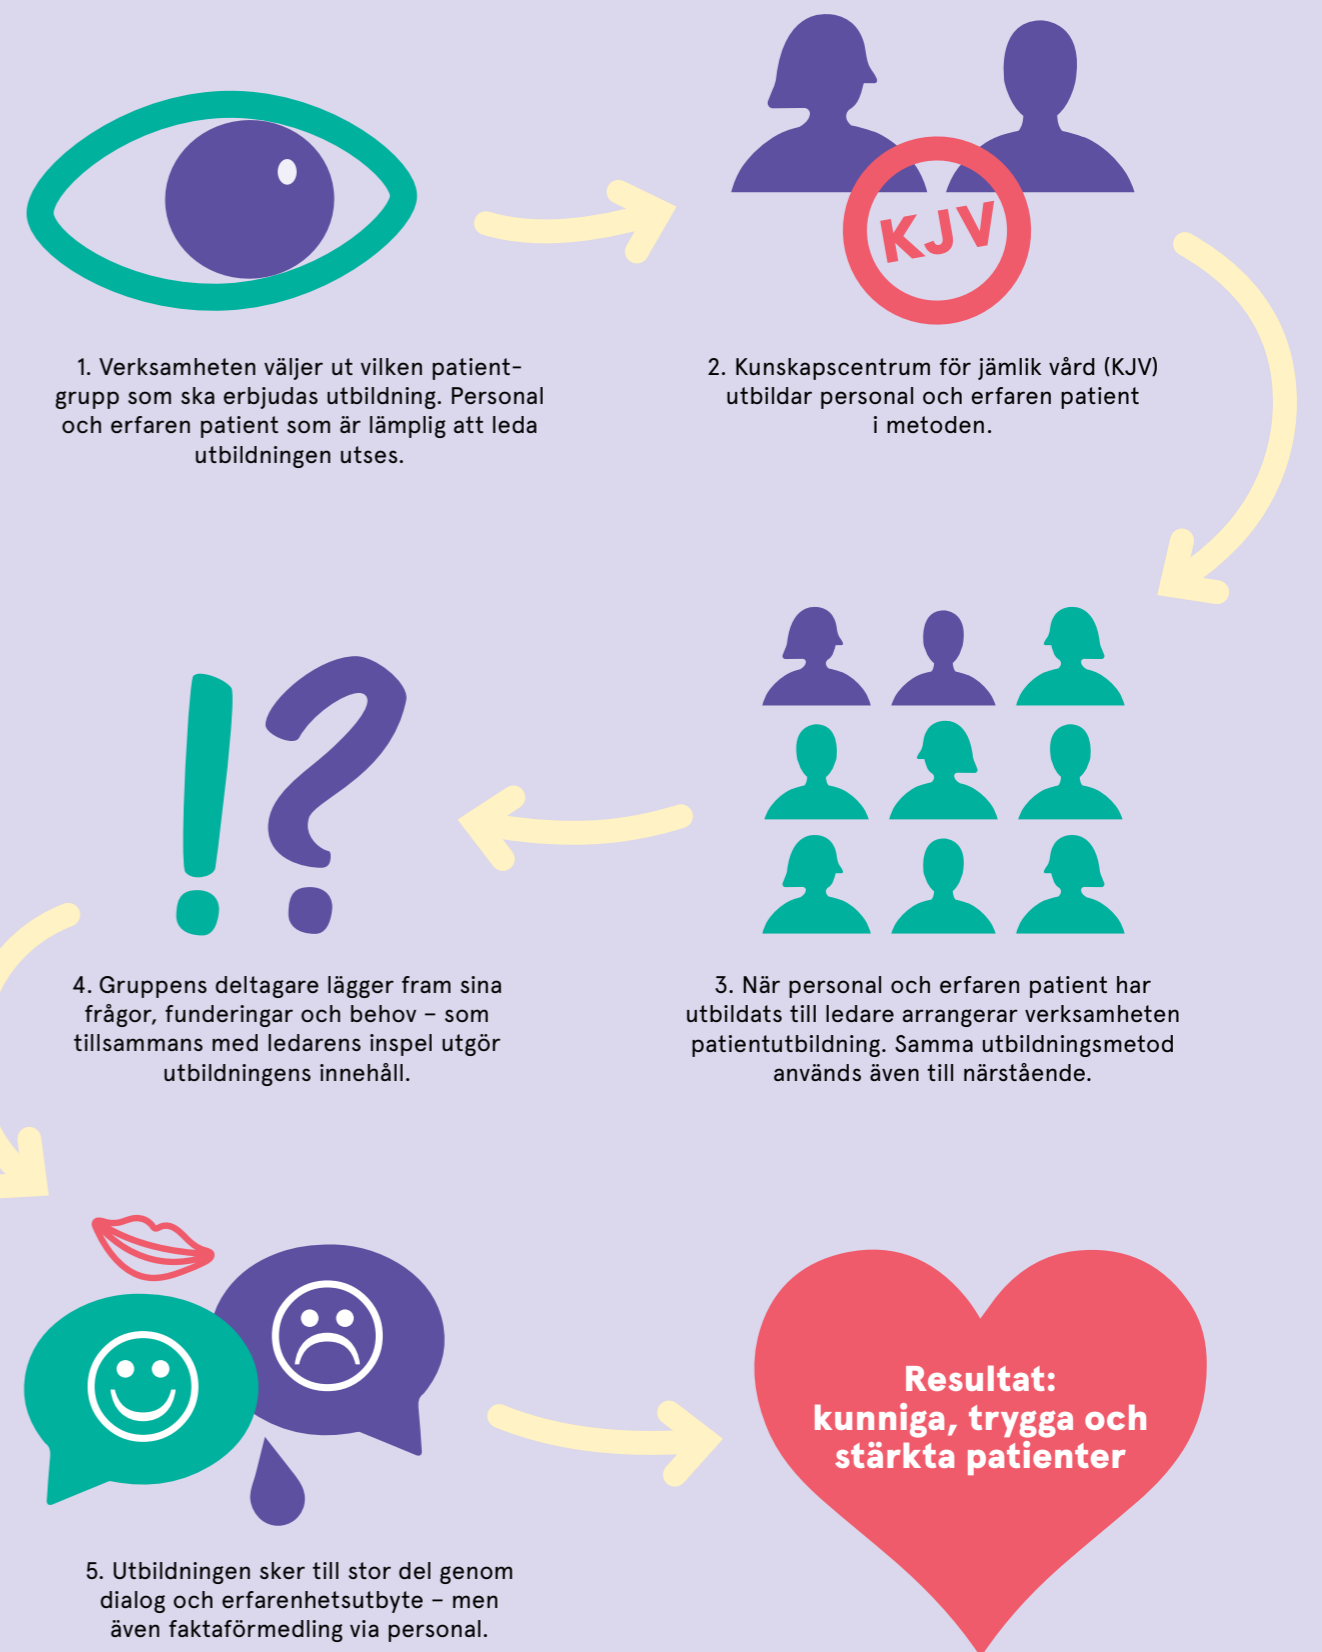 KJV
1. Verksamheten väljer ut vilken patient-
grupp som ska erbjudas utbildning. Personal
och erfaren patient som är lämplig att leda
utbildningen utses.
2. Kunskapscentrum för jämlik vård (KJV)
utbildar personal och erfaren patient
i metoden.
3. När personal och erfaren patient har
utbildats till ledare arrangerar verksamheten
patientutbildning. Samma utbildningsmetod
används även till närstående.
!?
4. Gruppens deltagare lägger fram sina
frågor, funderingar och behov – som
tillsammans med ledarens inspel utgör
utbildningens innehåll.
5. Utbildningen sker till stor del genom
dialog och erfarenhetsutbyte – men
även faktaförmedling via personal.
Resultat:
kunniga, trygga och
stärkta patienter